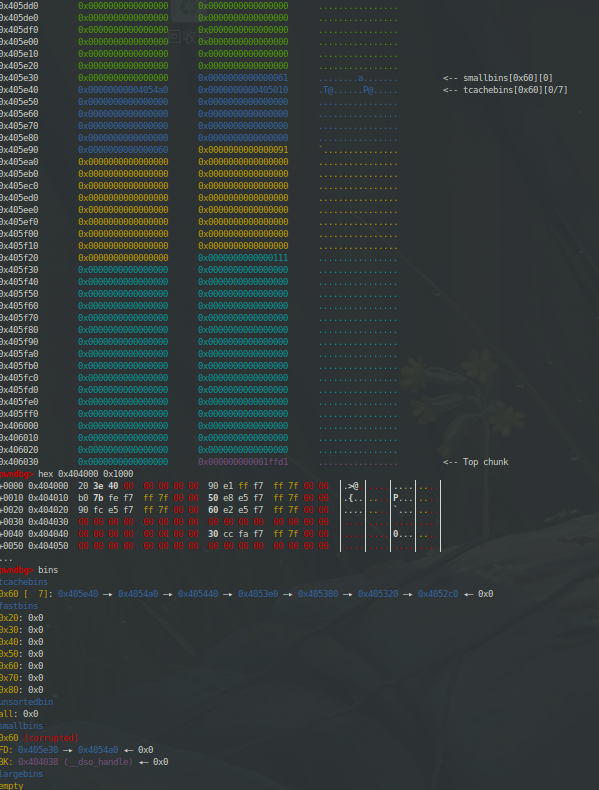 0x405dd0 0x0000000000000000 0x0000000000000000 ................
0x405de0 0x0000000000000000 0x0000000000000000 ................
0x405df0 0x0000000000000000 0x0000000000000000 ................
0x405e00 0x0000000000000000 0x0000000000000000 ................
0x405e10 0x0000000000000000 0x0000000000000000 ................
0x405e20 0x0000000000000000 0x0000000000000000 ................
0x405e30 0x0000000000000000 0x0000000000000061 ........a....... <-- smallbins[0x60][0]
0x405e40 0x00000000004054a0 0x0000000000405010 .T@......P@..... <-- tcachebins[0x60][0/7]
0x405e50 0x0000000000000000 0x0000000000000000 ................
0x405e60 0x0000000000000000 0x0000000000000000 ................
0x405e70 0x0000000000000000 0x0000000000000000 ................
0x405e80 0x0000000000000000 0x0000000000000000 ................
0x405e90 0x0000000000000060 0x0000000000000091 `...............
0x405ea0 0x0000000000000000 0x0000000000000000 ................
0x405eb0 0x0000000000000000 0x0000000000000000 ................
0x405ec0 0x0000000000000000 0x0000000000000000 ................
0x405ed0 0x0000000000000000 0x0000000000000000 ................
0x405ee0 0x0000000000000000 0x0000000000000000 ................
0x405ef0 0x0000000000000000 0x0000000000000000 ................
0x405f00 0x0000000000000000 0x0000000000000000 ................
0x405f10 0x0000000000000000 0x0000000000000000 ................
0x405f20 0x0000000000000000 0x0000000000000111 ................
0x405f30 0x0000000000000000 0x0000000000000000 ................
0x405f40 0x0000000000000000 0x0000000000000000 ................
0x405f50 0x0000000000000000 0x0000000000000000 ................
0x405f60 0x0000000000000000 0x0000000000000000 ................
0x405f70 0x0000000000000000 0x0000000000000000 ................
0x405f80 0x0000000000000000 0x0000000000000000 ................
0x405f90 0x0000000000000000 0x0000000000000000 ................
0x405fa0 0x0000000000000000 0x0000000000000000 ................
0x405fb0 0x0000000000000000 0x0000000000000000 ................
0x405fc0 0x0000000000000000 0x0000000000000000 ................
0x405fd0 0x0000000000000000 0x0000000000000000 ................
0x405fe0 0x0000000000000000 0x0000000000000000 ................
0x405ff0 0x0000000000000000 0x0000000000000000 ................
0x406000 0x0000000000000000 0x0000000000000000 ................
0x406010 0x0000000000000000 0x0000000000000000 ................
0x406020 0x0000000000000000 0x0000000000000000 ................
0x406030 0x0000000000000000 0x000000000001ffd1 ................ <-- Top chunk
pwndbg> hex 0x404000 0x1000
+0000 0x404000 20 3e 40 00 00 00 00 00 90 e1 ff f7 ff 7f 00 00 |.>@.|....|....|....|
+0010 0x404010 b0 7b fe f7 ff 7f 00 00 50 e8 e5 f7 ff 7f 00 00 |.{..|....|P...|....|
+0020 0x404020 90 fc e5 f7 ff 7f 00 00 60 e2 e5 f7 ff 7f 00 00 |....|....|`...|....|
+0030 0x404030 00 00 00 00 00 00 00 00 00 00 00 00 00 00 00 00 |....|....|....|....|
+0040 0x404040 00 00 00 00 00 00 00 00 30 cc fa f7 ff 7f 00 00 |....|....|0...|....|
+0050 0x404050 00 00 00 00 00 00 00 00 00 00 00 00 00 00 00 00 |....|....|....|....|
...
pwndbg> bins
tcachebins
0x60 [  7]: 0x405e40 —▸ 0x4054a0 —▸ 0x405440 —▸ 0x4053e0 —▸ 0x405380 —▸ 0x405320 —▸ 0x4052c0 ◂— 0x0
fastbins
0x20: 0x0
0x30: 0x0
0x40: 0x0
0x50: 0x0
0x60: 0x0
0x70: 0x0
0x80: 0x0
unsortedbin
all: 0x0
smallbins
0x60 [corrupted]
FD: 0x405e30 —▸ 0x4054a0 ◂— 0x0
BK: 0x404038 (__dso_handle) ◂— 0x0
largebins
empty